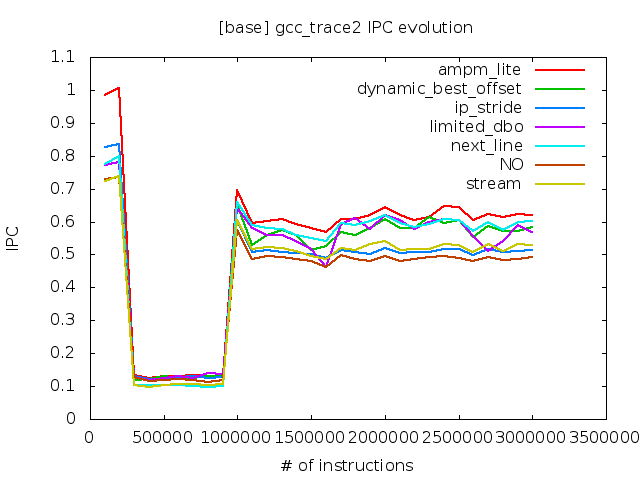 [base] gcc_trace2 IPC evolution
1.1
1
0.9
0.8
0.7
0.6
0.5
0.4
0.3
0.2
0.1
0
IPC
ampm_lite
dynamic_best_offset
ip_stride
limited_dbo
next_line
NO
stream
0 500000 1000000 1500000 2000000 2500000 3000000 3500000
# of instructions